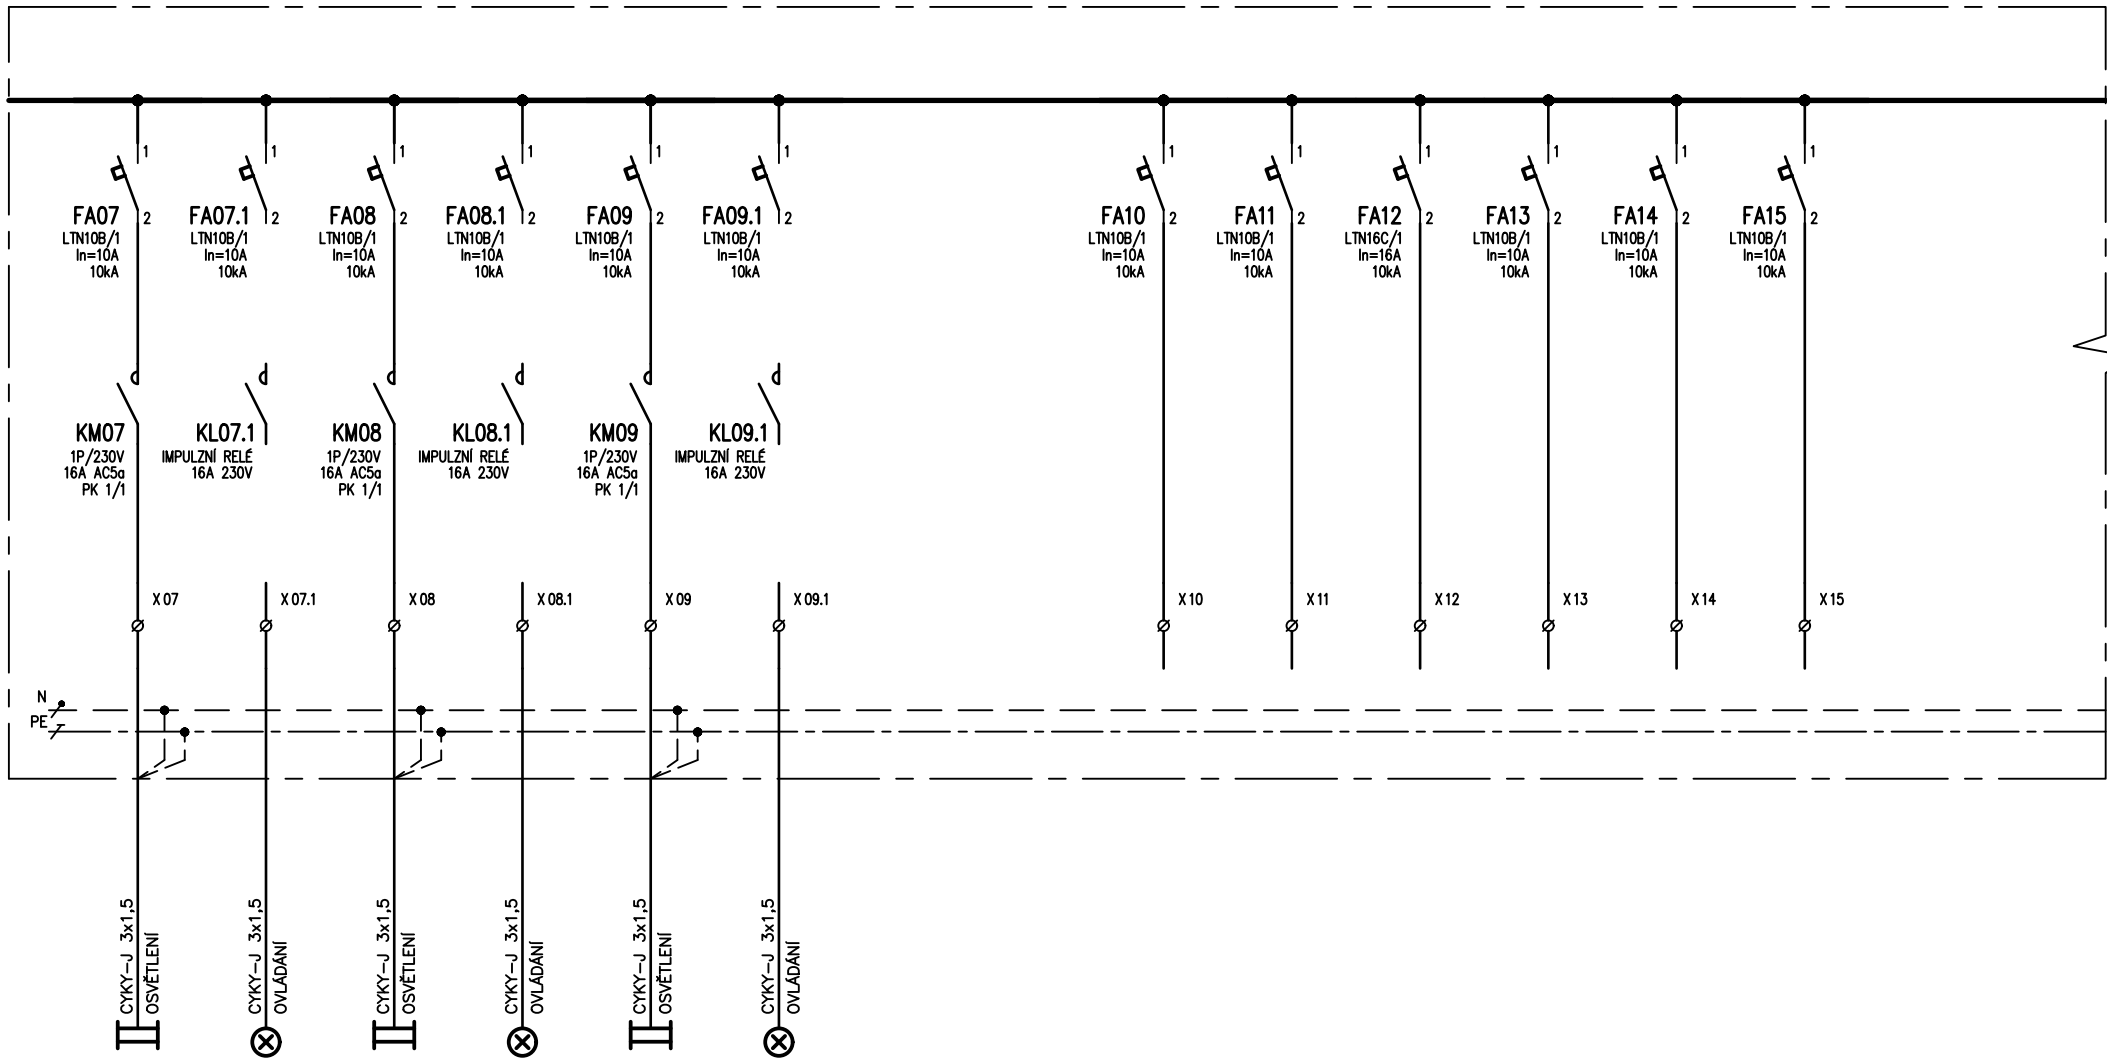 1
1
1
1
1
1
1
1
1
1
1
1
FA07
2
LTN10B/1
In=10A
10kA
FA07.1
2
LTN10B/1
In=10A
10kA
FA08
2
LTN10B/1
In=10A
10kA
FA08.1
2
LTN10B/1
In=10A
10kA
FA09
2
LTN10B/1
In=10A
10kA
FA09.1
2
LTN10B/1
In=10A
10kA
FA10
2
LTN10B/1
In=10A
10kA
FA11
2
LTN10B/1
In=10A
10kA
FA12
2
LTN16C/1
In=16A
10kA
FA13
2
LTN10B/1
In=10A
10kA
FA14
2
LTN10B/1
In=10A
10kA
FA15
2
LTN10B/1
In=10A
10kA
KM07
1P/230V
16A AC5a
PK 1/1
KL07.1
IMPULZNÍ RELÉ
16A 230V
KM08
1P/230V
16A AC5a
PK 1/1
KL08.1
IMPULZNÍ RELÉ
16A 230V
KM09
1P/230V
16A AC5a
PK 1/1
KL09.1
IMPULZNÍ RELÉ
16A 230V
X07
X07.1
X08
X08.1
X09
X09.1
X10
X11
X12
X13
X14
X15
N
PE
CYKY-J 3x1,5
OSVĚTLENÍ
CYKY-J 3x1,5
OVLÁDÁNÍ
CYKY-J 3x1,5
OSVĚTLENÍ
CYKY-J 3x1,5
OVLÁDÁNÍ
CYKY-J 3x1,5
OSVĚTLENÍ
CYKY-J 3x1,5
OVLÁDÁNÍ